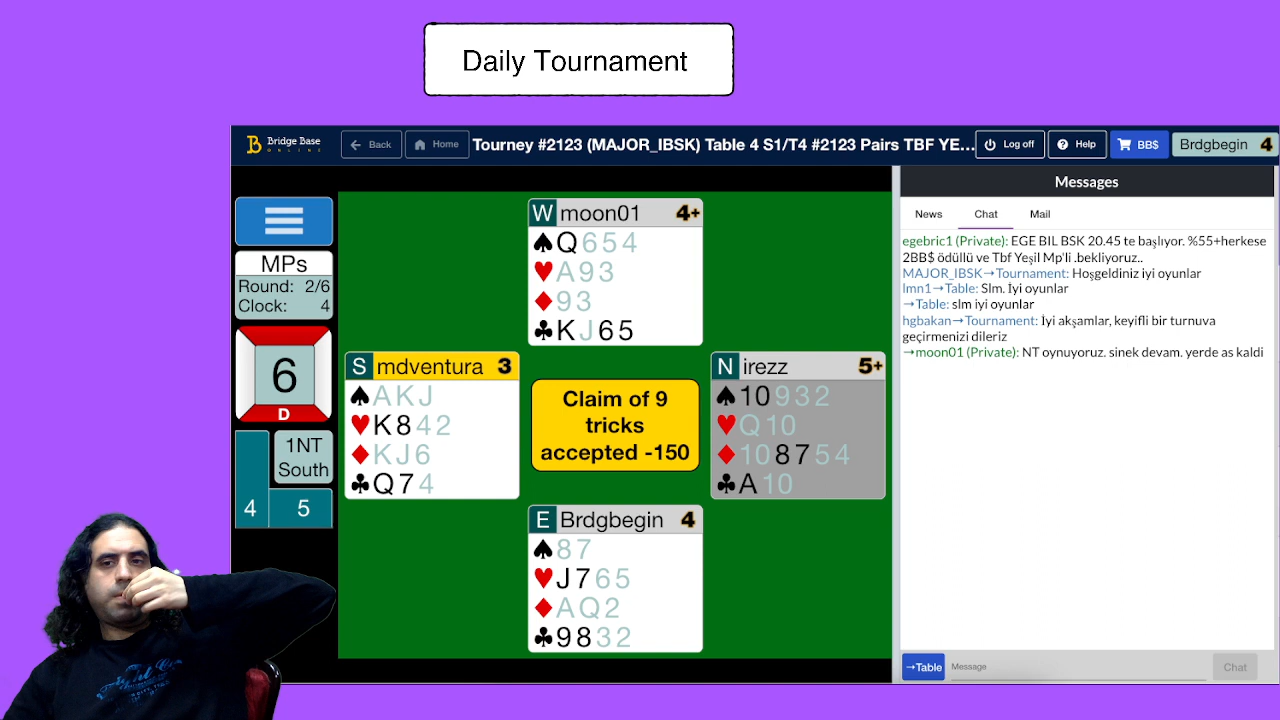 Daily Tournament
Bridge Base
ONLINE
Back
Home
Tourney #2123 (MAJOR_IBSK) Table 4 S1/T4 #2123 Pairs TBF YE...
Log off
Help
BB$
Brdgbegin 4
MPs
Round: 2/6
Clock: 4
6
D
1NT
South
4
5
W moon01 4+
♠Q654
♥A93
♦93
♣KJ65
S mdventura 3
♠AKJ
♥K842
♦KJ6
♣Q74
Claim of 9
tricks
accepted -150
N irezz 5+
♠10932
♥Q10
♦108754
♣A10
E Brdgbegin 4
♠87
♥J765
♦AQ2
♣9832
Messages
News Chat Mail
egebric1 (Private): EGE BIL BSK 20.45 te başlıyor. %55+herkese
2BB$ ödüllü ve Tbf Yeşil Mp'li .bekliyoruz..
MAJOR_IBSK→Tournament: Hoşgeldiniz iyi oyunlar
lmn1→Table: Slm. İyi oyunlar
→Table: slm iyi oyunlar
hgbakan→Tournament: İyi akşamlar, keyifli bir turnuva
geçirmenizi dileriz
→moon01 (Private): NT oynuyoruz. sinek devam. yerde as kaldi
→Table
Message
Chat